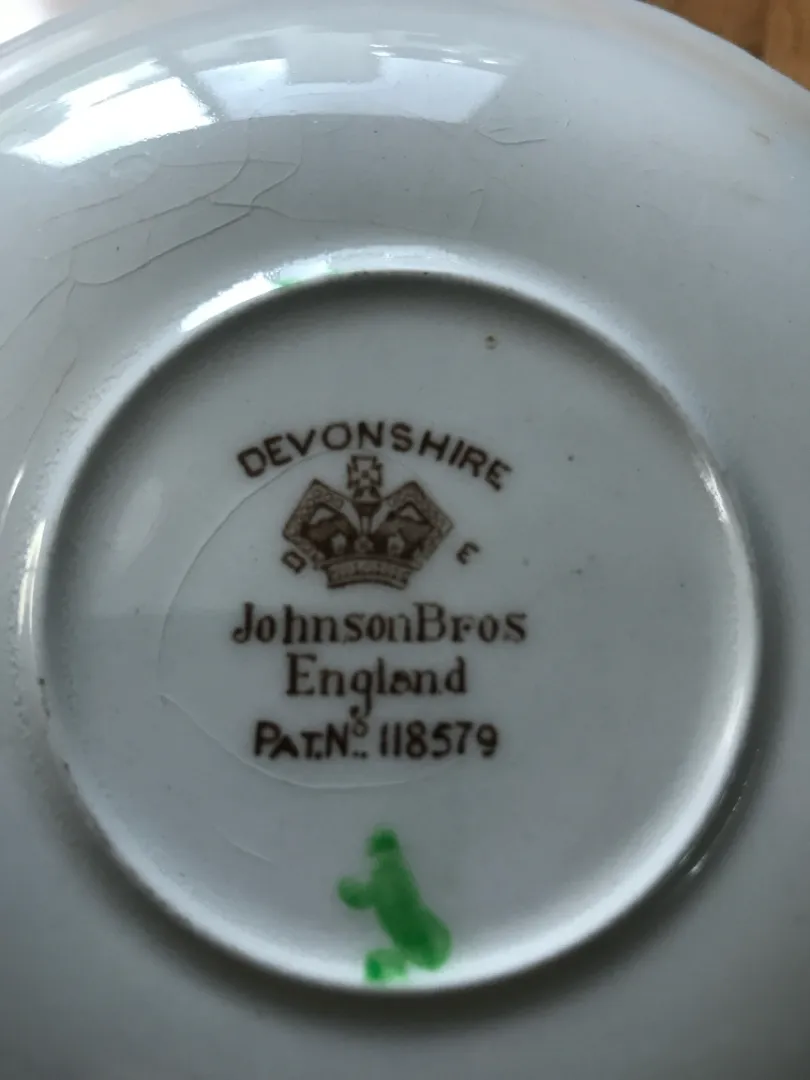 DEVONSHIRE
D E
JohnsonBros
England
PAT.No. 118579